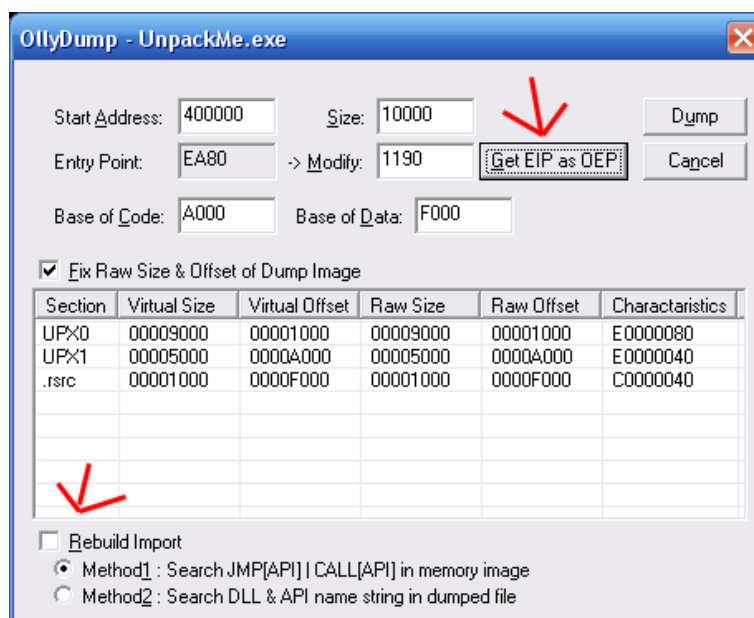 OllyDump - UnpackMe.exe
Start Address: 400000 Size: 10000 Dump
Entry Point: EA80 -> Modify: 1190 Get EIP as OEP Cancel
Base of Code: A000 Base of Data: F000
Fix Raw Size & Offset of Dump Image
Section Virtual Size Virtual Offset Raw Size Raw Offset Charactaristics
UPX0 00009000 00001000 00009000 00001000 E0000080
UPX1 00005000 0000A000 00005000 0000A000 E0000040
.rsrc 00001000 0000F000 00001000 0000F000 C0000040
Rebuild Import
Method1 : Search JMP[API] | CALL[API] in memory image
Method2 : Search DLL & API name string in dumped file